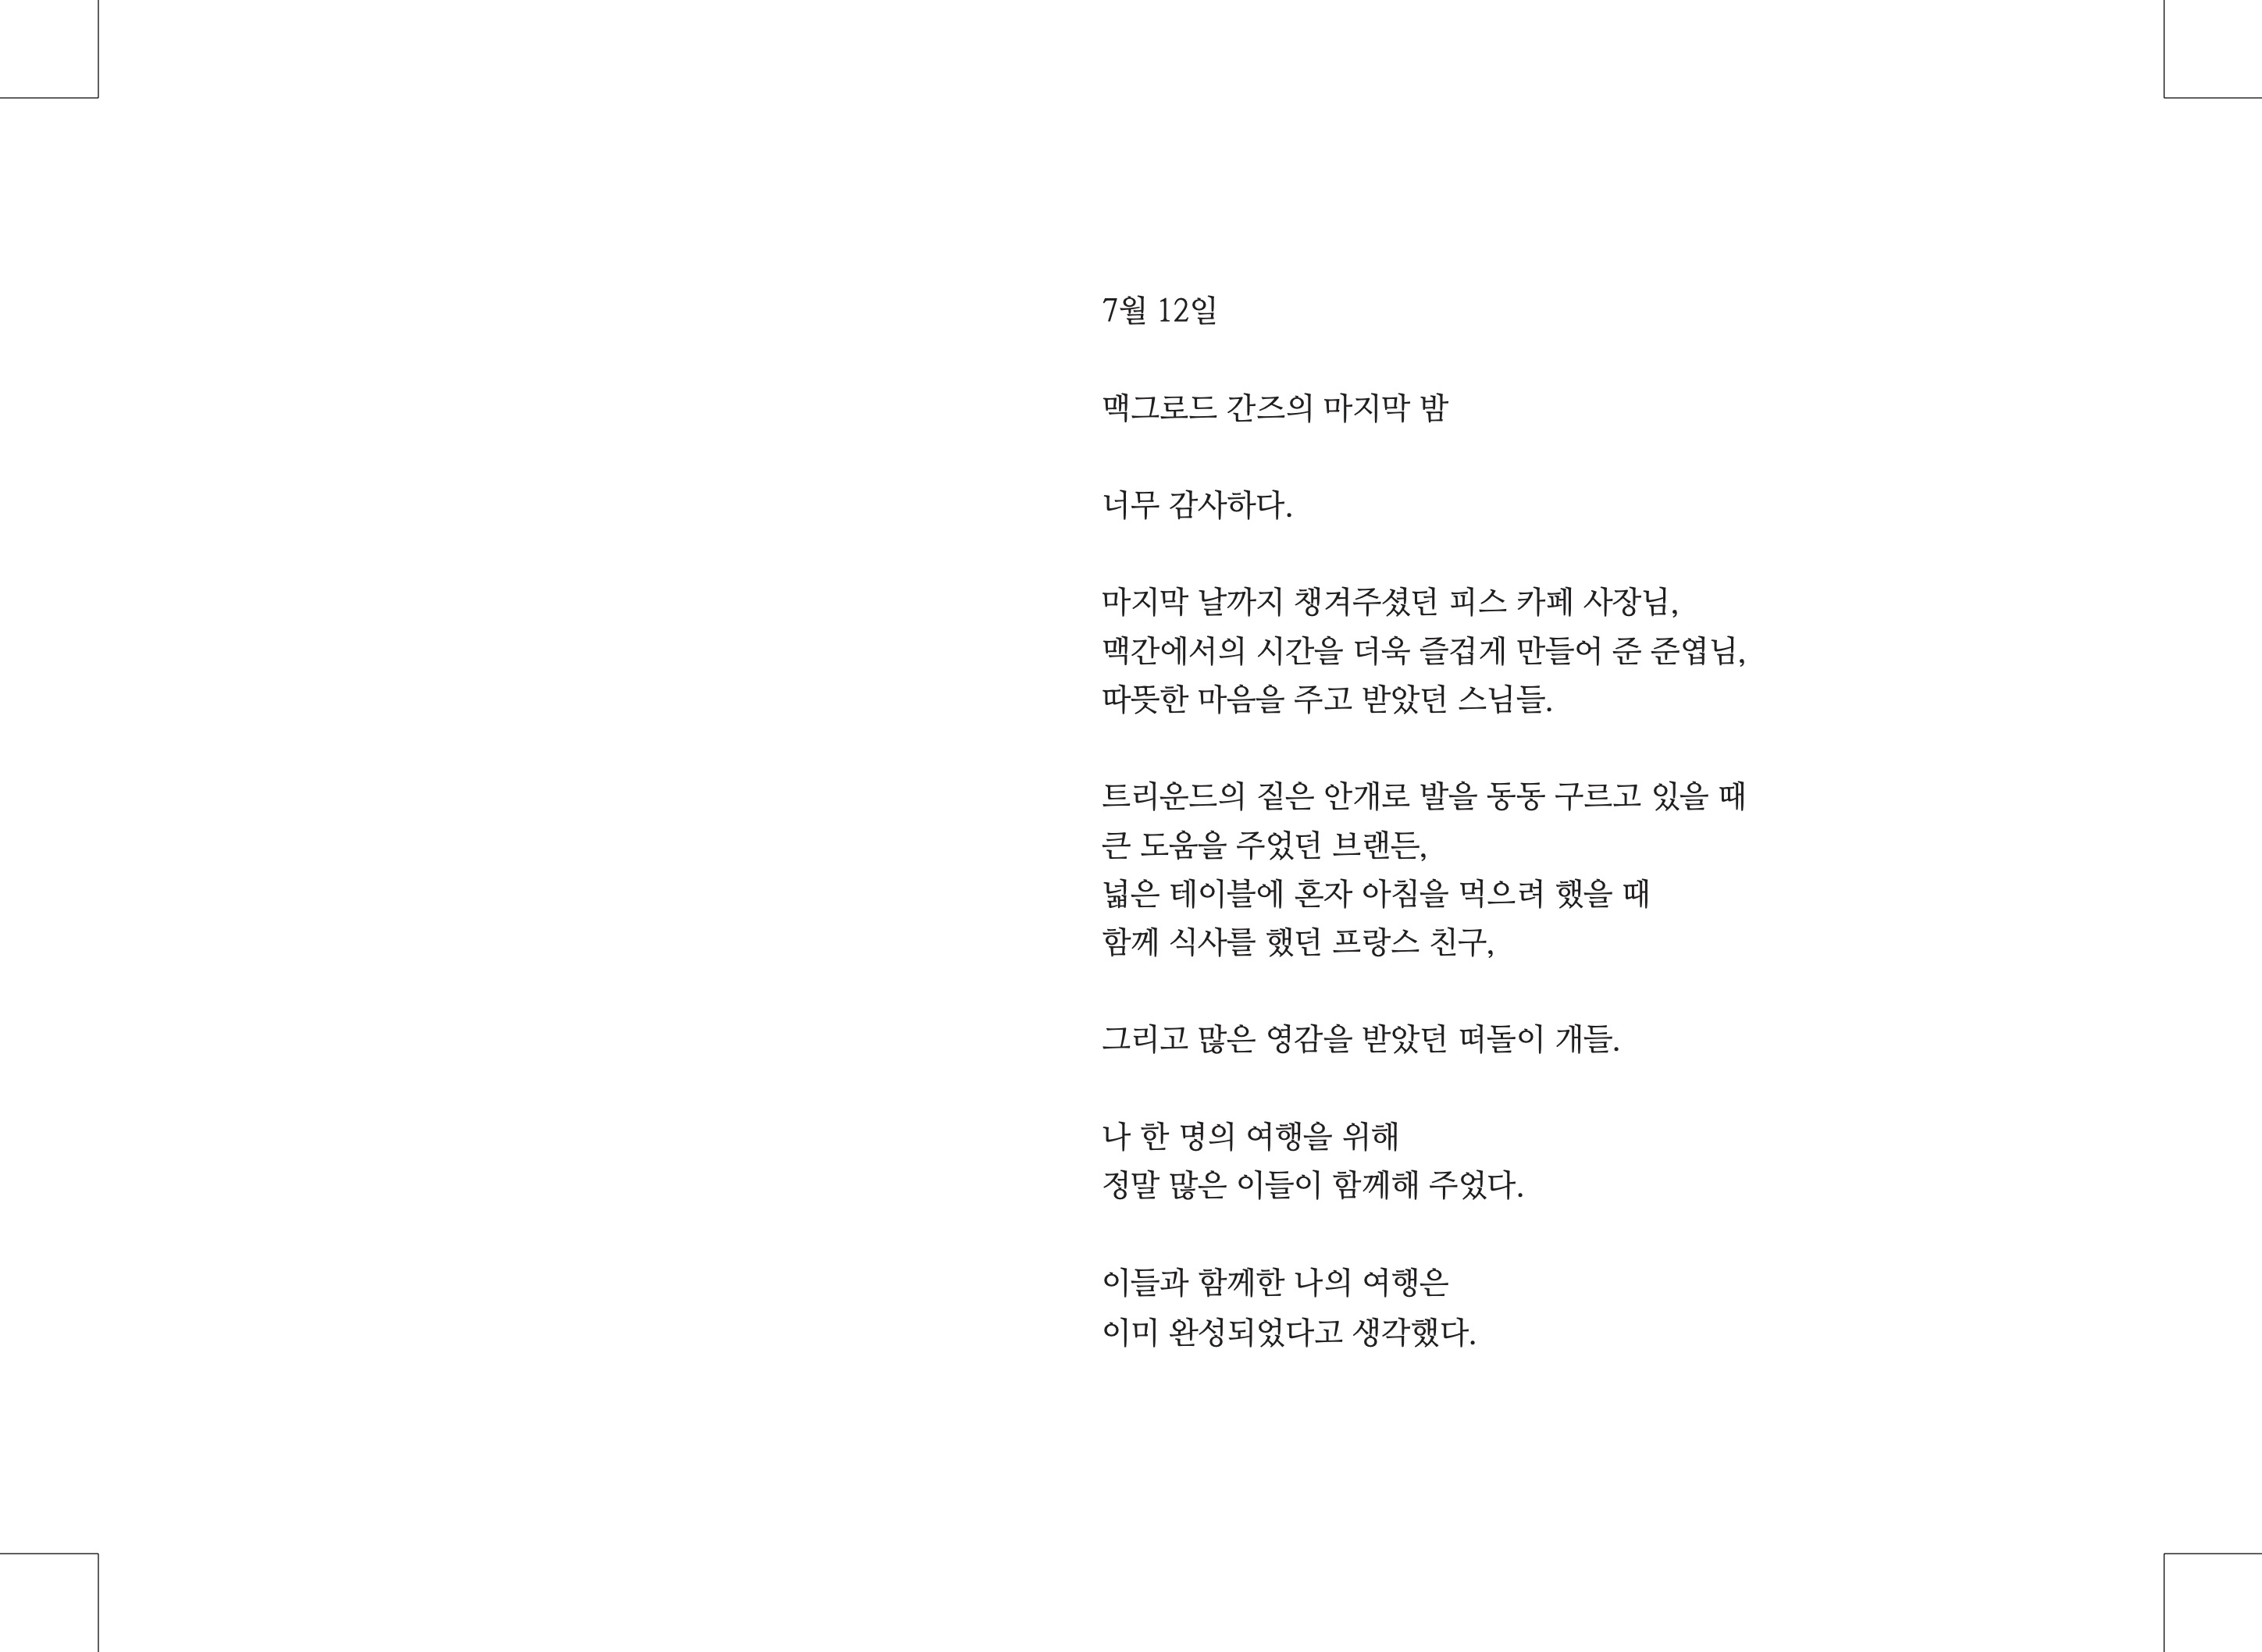 7월 12일
맥그로드 간즈의 마지막 밤
너무 감사하다.
마지막 날까지 챙겨주셨던 피스 카페 사장님,
맥간에서의 시간을 더욱 즐겁게 만들어 준 준엽님,
따뜻한 마음을 주고 받았던 스님들.
트리운드의 짙은 안개로 발을 동동 구르고 있을 때
큰 도움을 주었던 브랜든,
넓은 테이블에 혼자 아침을 먹으려 했을 때
함께 식사를 했던 프랑스 친구,
그리고 많은 영감을 받았던 떠돌이 개들.
나 한 명의 여행을 위해
정말 많은 이들이 함께해 주었다.
이들과 함께한 나의 여행은
이미 완성되었다고 생각했다.